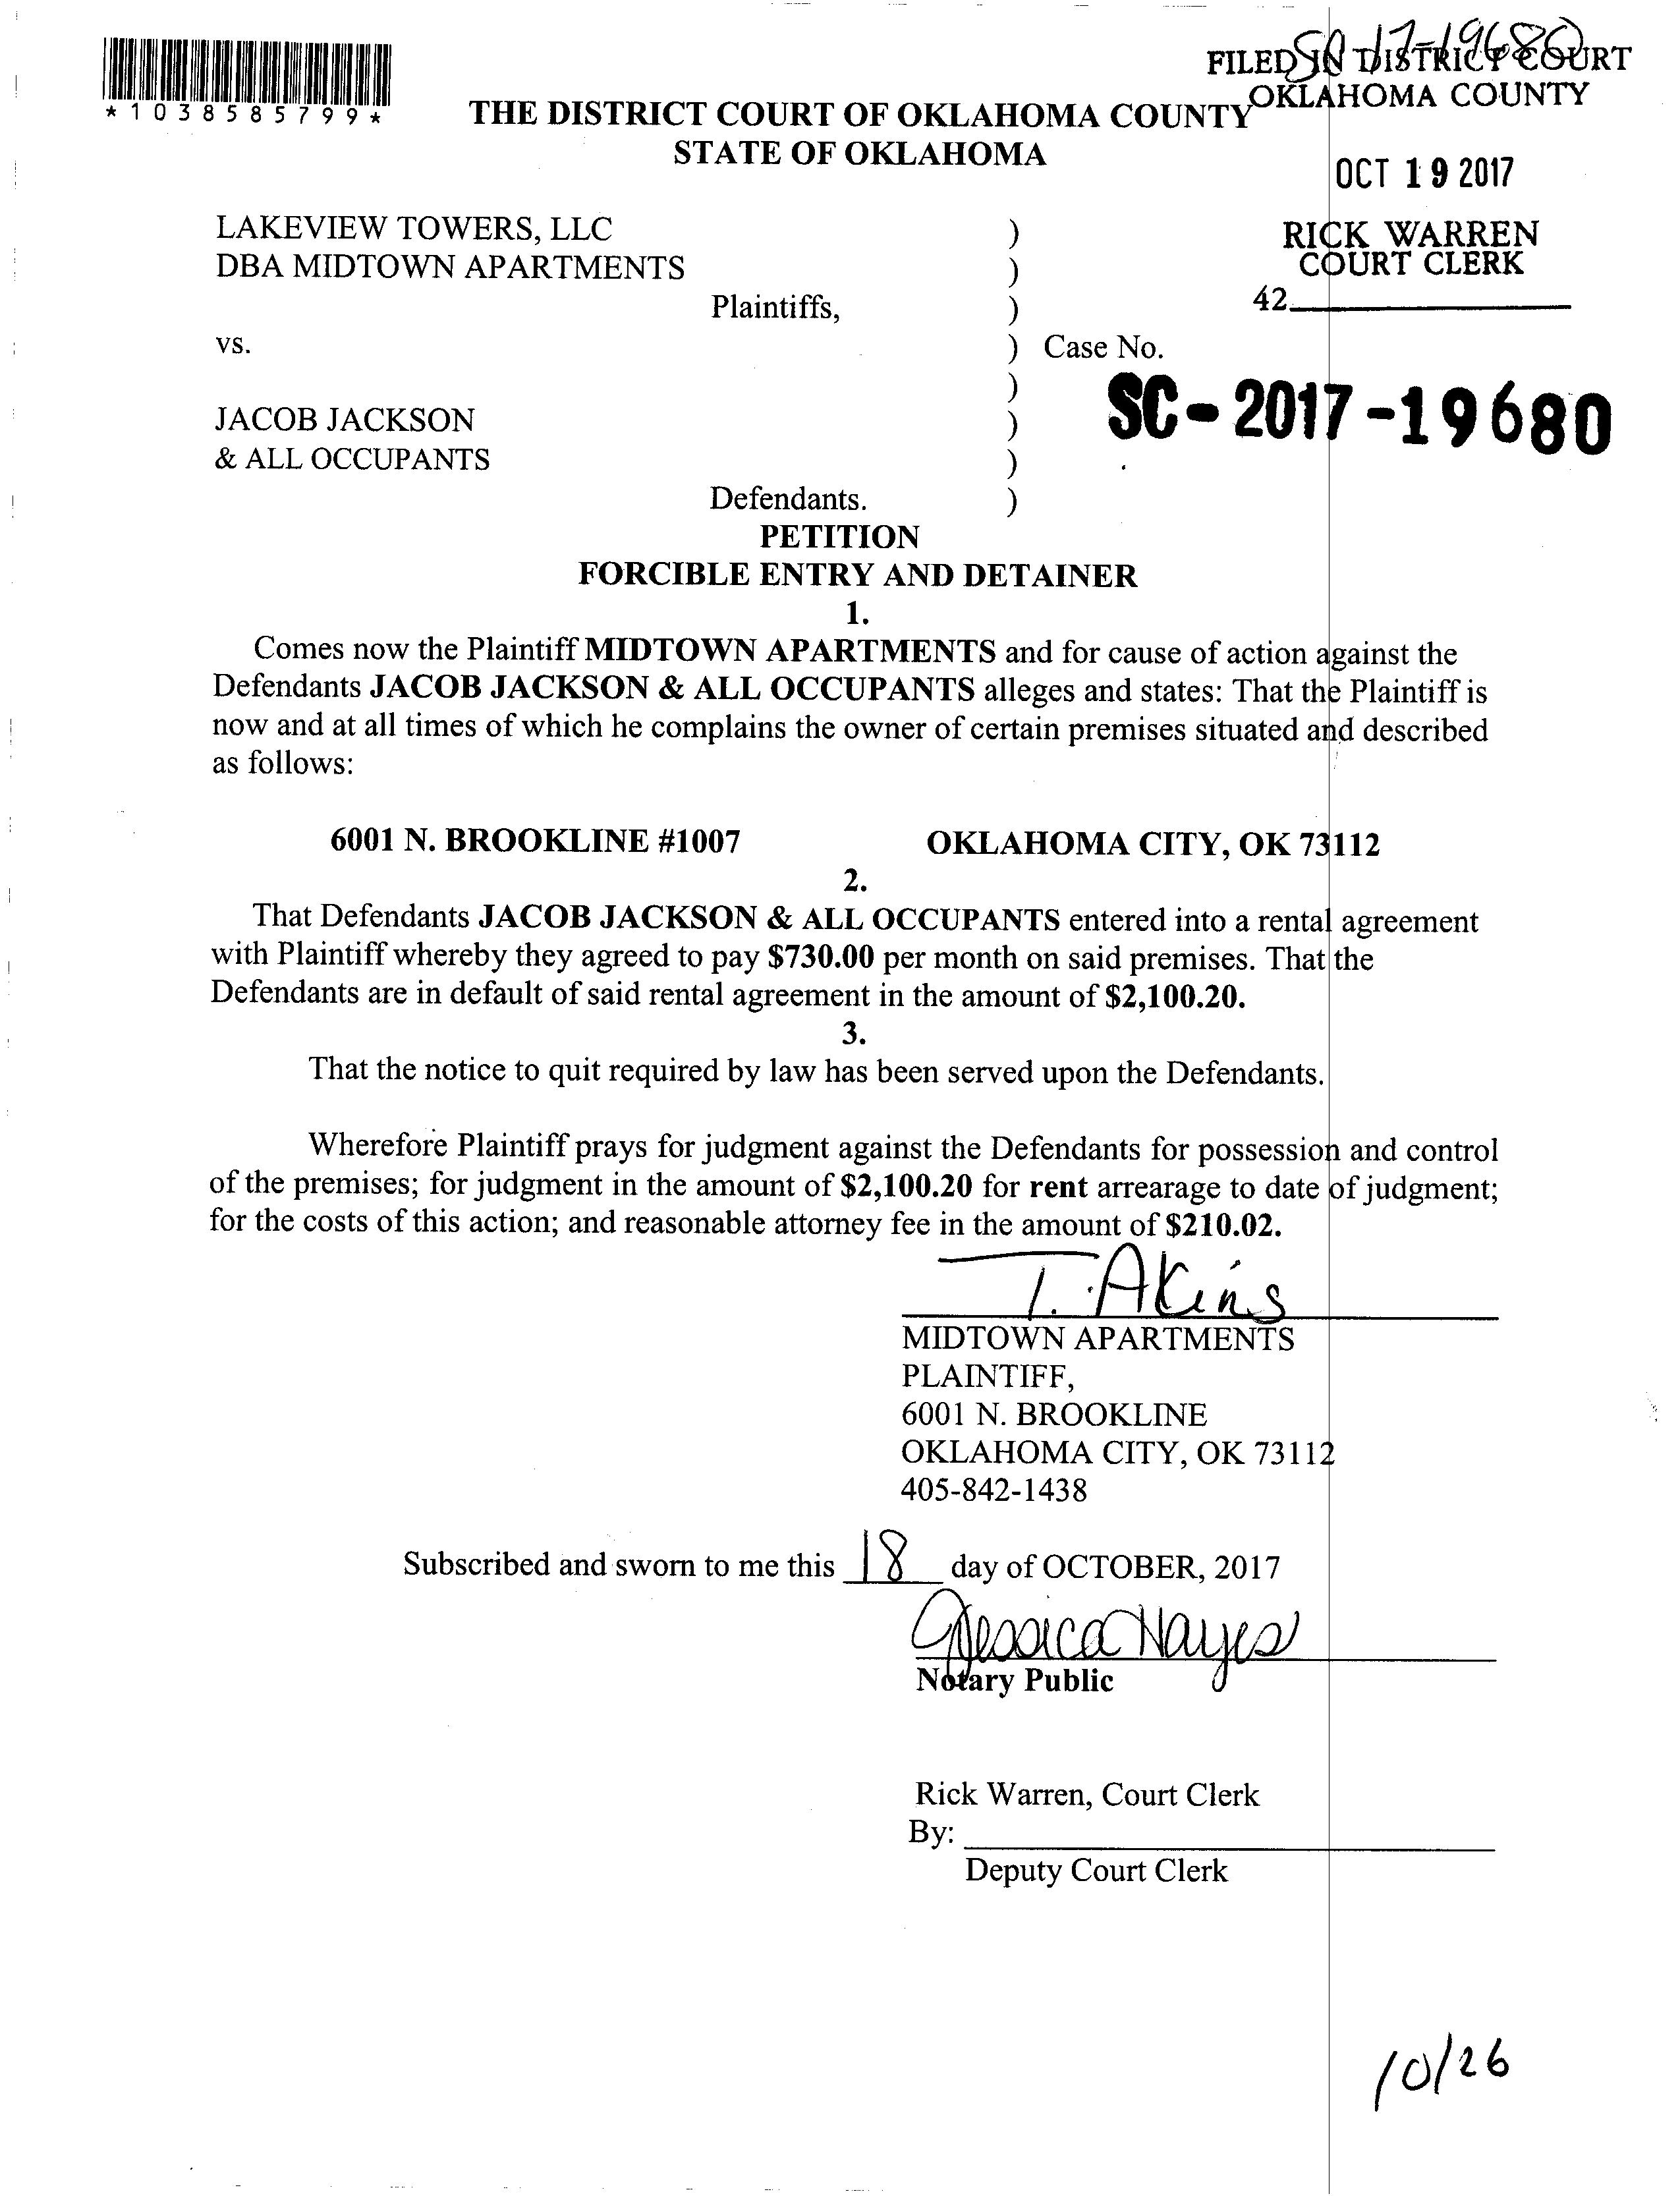 SC-17-19680
FILED IN DISTRICT COURT
OKLAHOMA COUNTY
*1038585799*
THE DISTRICT COURT OF OKLAHOMA COUNTY
STATE OF OKLAHOMA
OCT 19 2017
LAKEVIEW TOWERS, LLC )
DBA MIDTOWN APARTMENTS )
Plaintiffs, )
RICK WARREN
COURT CLERK
42
vs. ) Case No.
)
SC-2017-19680
JACOB JACKSON )
& ALL OCCUPANTS )
Defendants. )
PETITION
FORCIBLE ENTRY AND DETAINER
1.
Comes now the Plaintiff MIDTOWN APARTMENTS and for cause of action against the
Defendants JACOB JACKSON & ALL OCCUPANTS alleges and states: That the Plaintiff is
now and at all times of which he complains the owner of certain premises situated and described
as follows:
6001 N. BROOKLINE #1007 OKLAHOMA CITY, OK 73112
2.
That Defendants JACOB JACKSON & ALL OCCUPANTS entered into a rental agreement
with Plaintiff whereby they agreed to pay $730.00 per month on said premises. That the
Defendants are in default of said rental agreement in the amount of $2,100.20.
3.
That the notice to quit required by law has been served upon the Defendants.
Wherefore Plaintiff prays for judgment against the Defendants for possession and control
of the premises; for judgment in the amount of $2,100.20 for rent arrearage to date of judgment;
for the costs of this action; and reasonable attorney fee in the amount of $210.02.
T. Akins
MIDTOWN APARTMENTS
PLAINTIFF,
6001 N. BROOKLINE
OKLAHOMA CITY, OK 73112
405-842-1438
Subscribed and sworn to me this 18 day of OCTOBER, 2017
Jessica Hayes
Notary Public
Rick Warren, Court Clerk
By:
Deputy Court Clerk
10/26